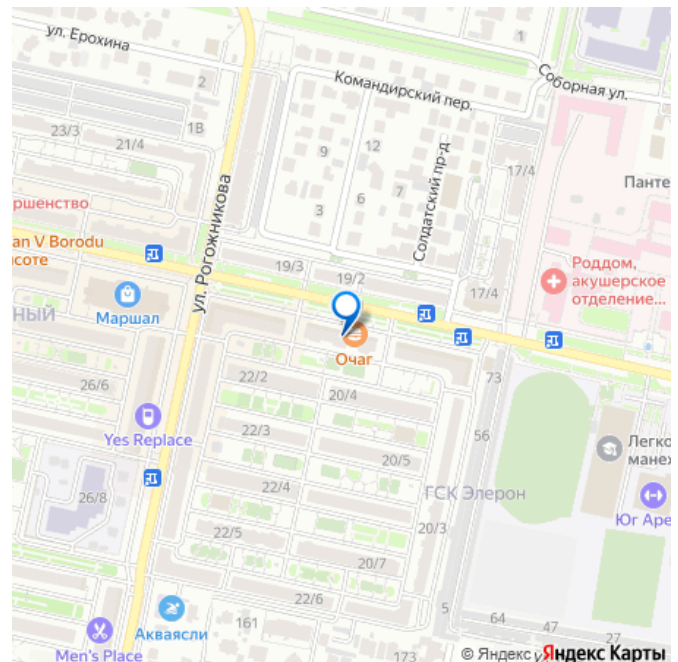 ул. Ерохина
Соборная ул.
Командирский пер.
2
1В
23/3
21/4
9
12
17/4
Солдатский пр-д
7
Панте
3
6
ршенство
ул. Рогожникова
an V Borodu
соте
19/3
19/2
17/4
Роддом,
акушерское
отделение...
НЫЙ
Маршал
Очаг
22/2
26/6
20/4
73
Yes Replace
22/3
56
Легко
манеж
20/5
22/4
ГСК Элерон
26/8
Юг Аре
22/5
20/3
20/7
22/6
Акваясли
161
5
64
47
27
Men's Place
173
© Яндекс
Яндекс Карты